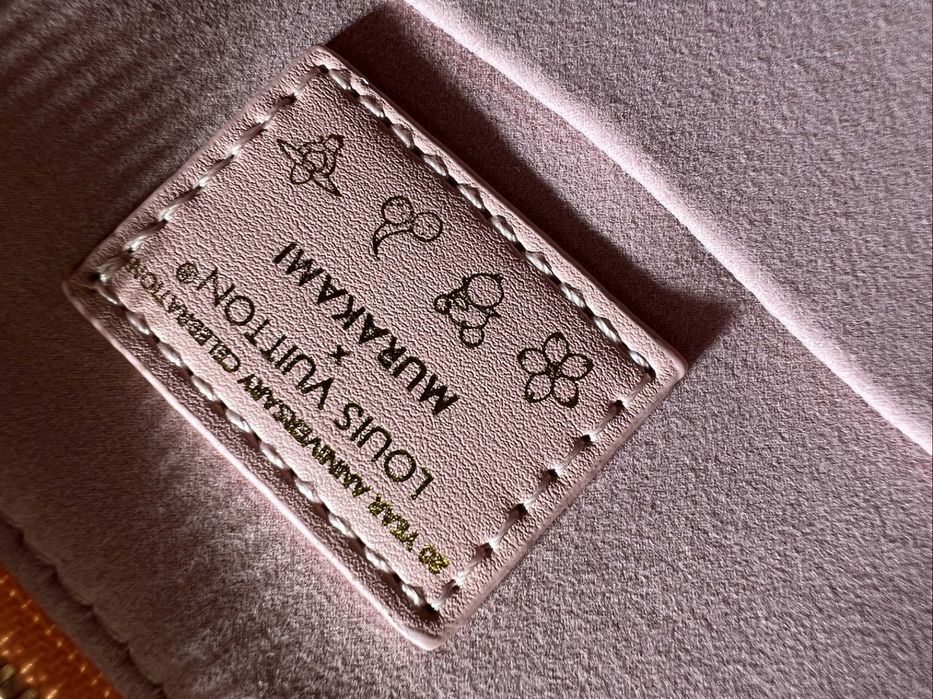 20 YEAR ANNIVERSARY CELEBRATION
LOUIS VUITTON®
×
MURAKAMI